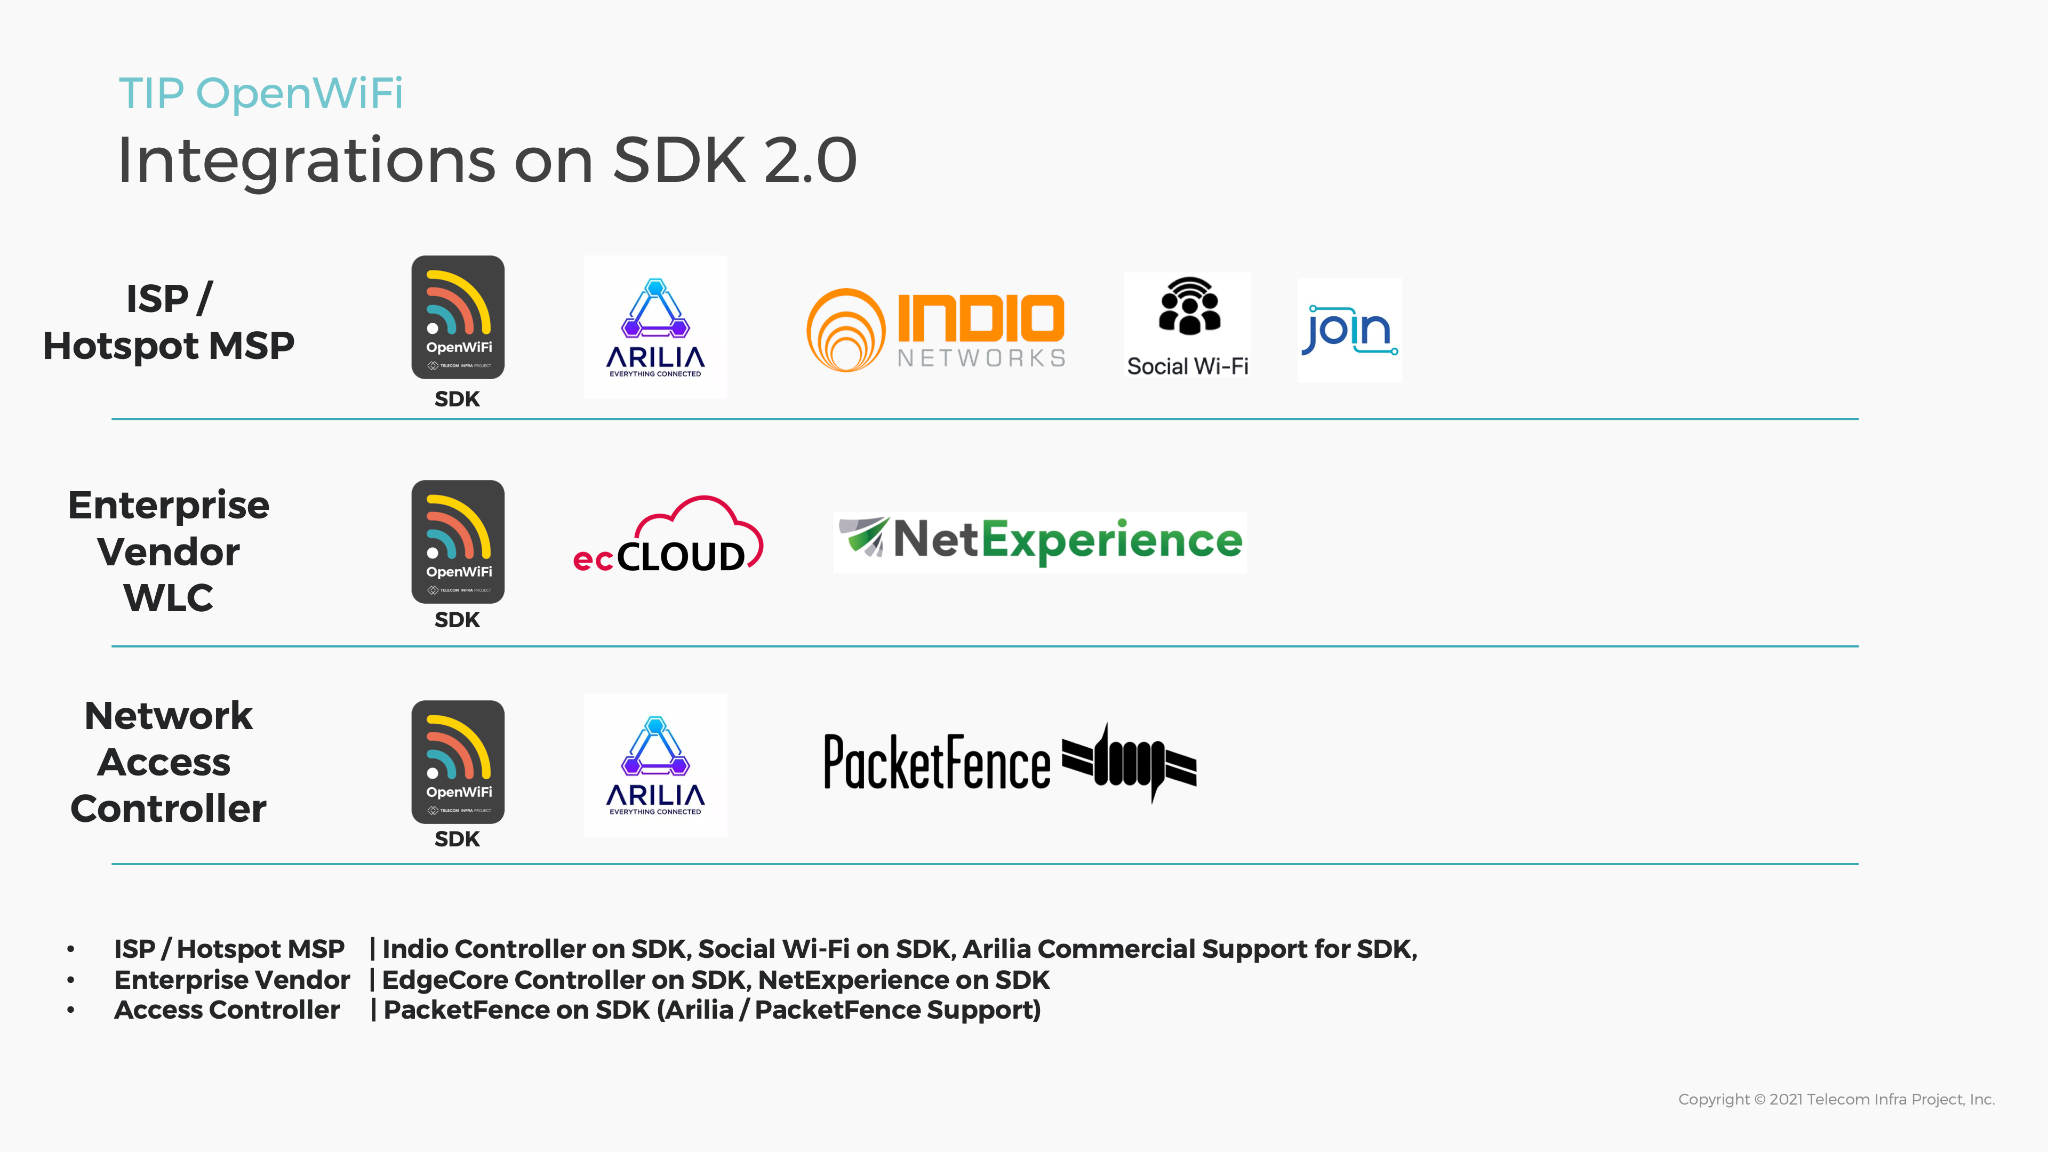 TIP OpenWiFi
Integrations on SDK 2.0
ISP /
Hotspot MSP
OpenWiFi
TELECOM INFRA PROJECT
SDK
ARILIA
EVERYTHING CONNECTED
INDIO
NETWORKS
Social Wi-Fi
join
Enterprise
Vendor
WLC
OpenWiFi
TELECOM INFRA PROJECT
SDK
ecCLOUD
NetExperience
Network
Access
Controller
OpenWiFi
TELECOM INFRA PROJECT
SDK
ARILIA
EVERYTHING CONNECTED
PacketFence
• ISP / Hotspot MSP | Indio Controller on SDK, Social Wi-Fi on SDK, Arilia Commercial Support for SDK,
• Enterprise Vendor | EdgeCore Controller on SDK, NetExperience on SDK
• Access Controller | PacketFence on SDK (Arilia / PacketFence Support)
Copyright © 2021 Telecom Infra Project, Inc.